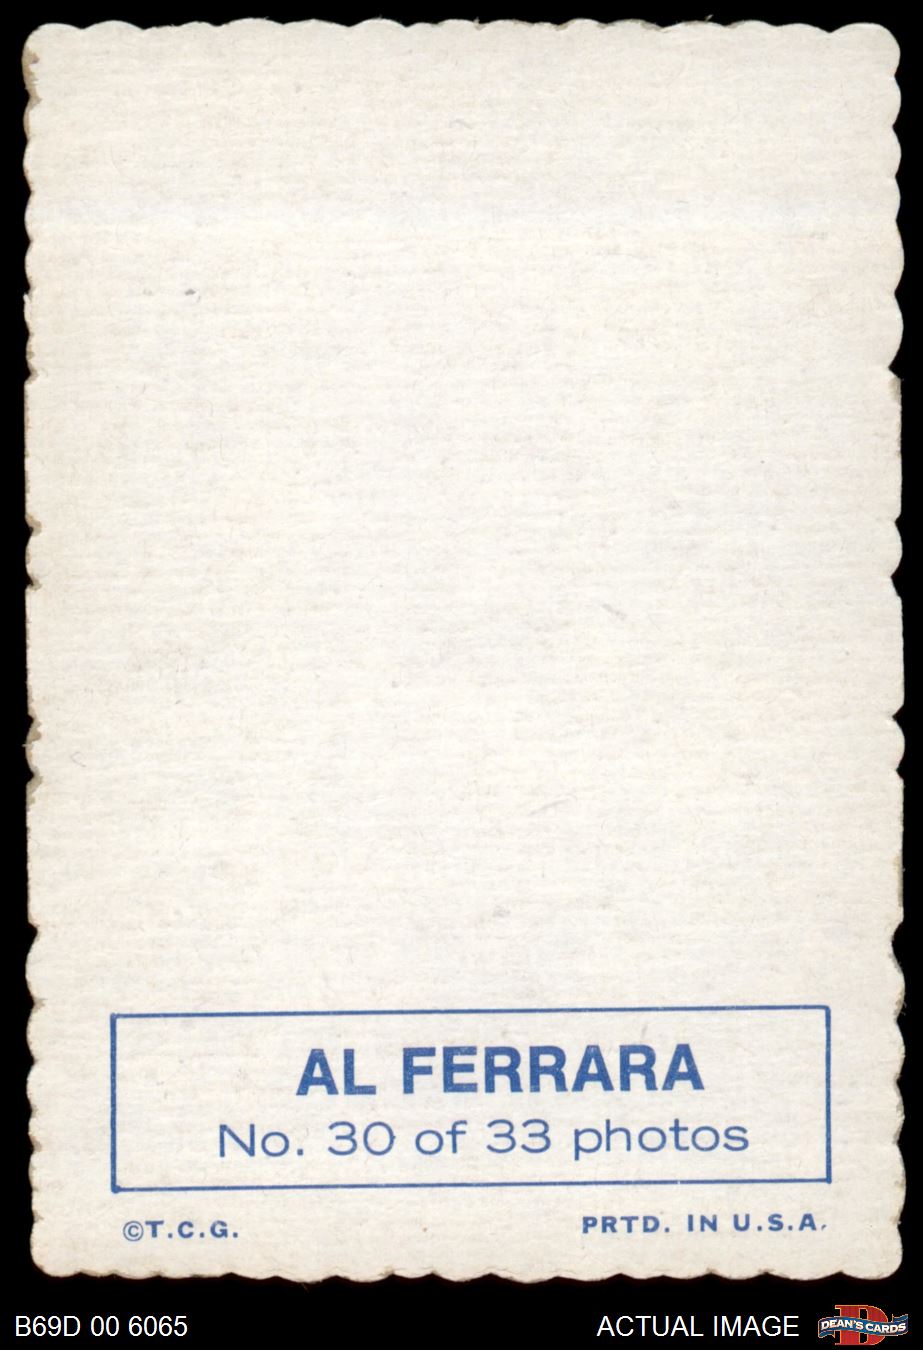 AL FERRARA
No. 30 of 33 photos
©T.C.G. PRTD. IN U.S.A.
B69D 00 6065 ACTUAL IMAGE DEAN'S CARDS